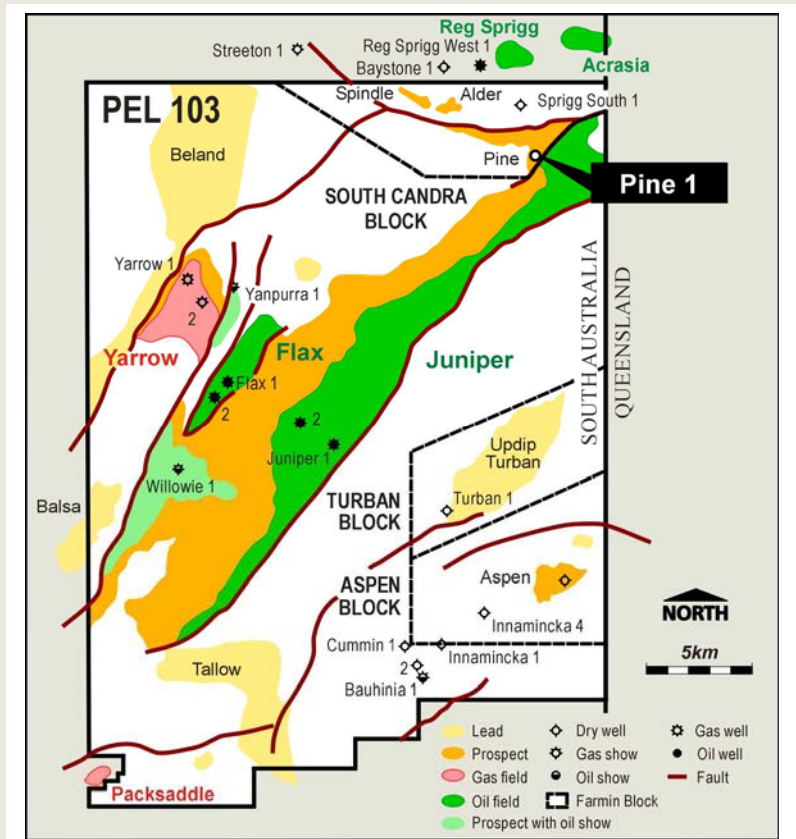 Reg Sprigg
Streeton 1
Reg Sprigg West 1
Baystone 1
Acrasia
PEL 103
Spindle
Alder
Sprigg South 1
Beland
Pine
Pine 1
SOUTH CANDRA
BLOCK
Yarrow 1
2
Yanpurra 1
SOUTH AUSTRALIA
QUEENSLAND
Yarrow
Flax
Juniper
Flax 1
2
2
Juniper 1
Updip
Turban
Willowie 1
Turban 1
Balsa
TURBAN
BLOCK
Aspen
ASPEN
BLOCK
Innamincka 4
NORTH
Cummin 1
Innamincka 1
5km
Tallow
2
Bauhinia 1
Packsaddle
Lead
Prospect
Gas field
Oil field
Prospect with oil show
Dry well
Gas show
Oil show
Farmin Block
Gas well
Oil well
Fault